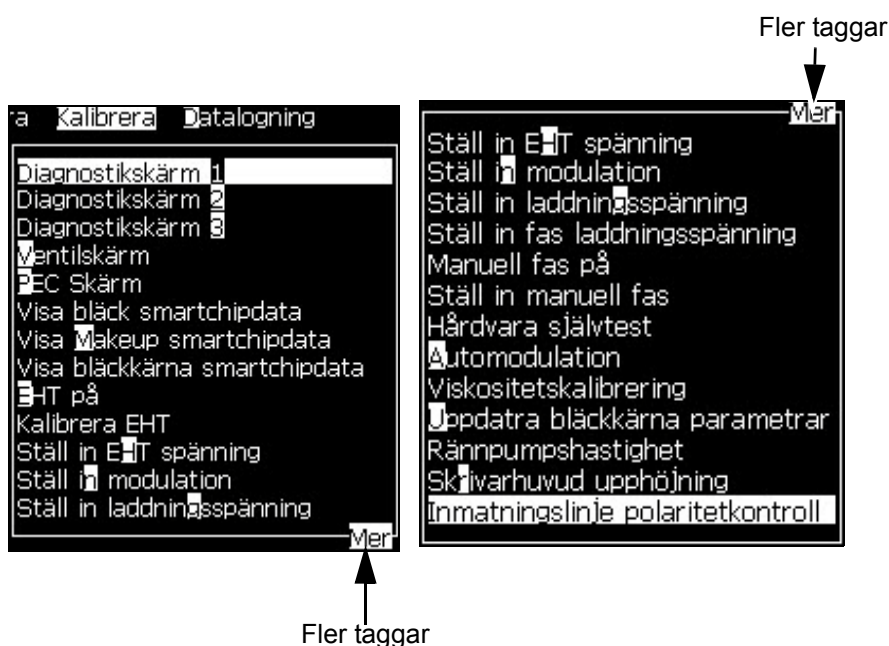 Fler taggar
ra Kalibrera Datalogning
Diagnostikskärm 1
Diagnostikskärm 2
Diagnostikskärm 3
Ventilskärm
PEC Skärm
Visa bläck smartchipdata
Visa Makeup smartchipdata
Visa bläckkärna smartchipdata
EHT på
Kalibrera EHT
Ställ in EHT spänning
Ställ in modulation
Ställ in laddningsspänning
Mer
Fler taggar
Mer
Ställ in EHT spänning
Ställ in modulation
Ställ in laddningsspänning
Ställ in fas laddningsspänning
Manuell fas på
Ställ in manuell fas
Hårdvara självtest
Automodulation
Viskositetskalibrering
Uppdatra bläckkärna parametrar
Rännpumpshastighet
Skrivarhuvud upphöjning
Inmatningslinje polaritetkontroll